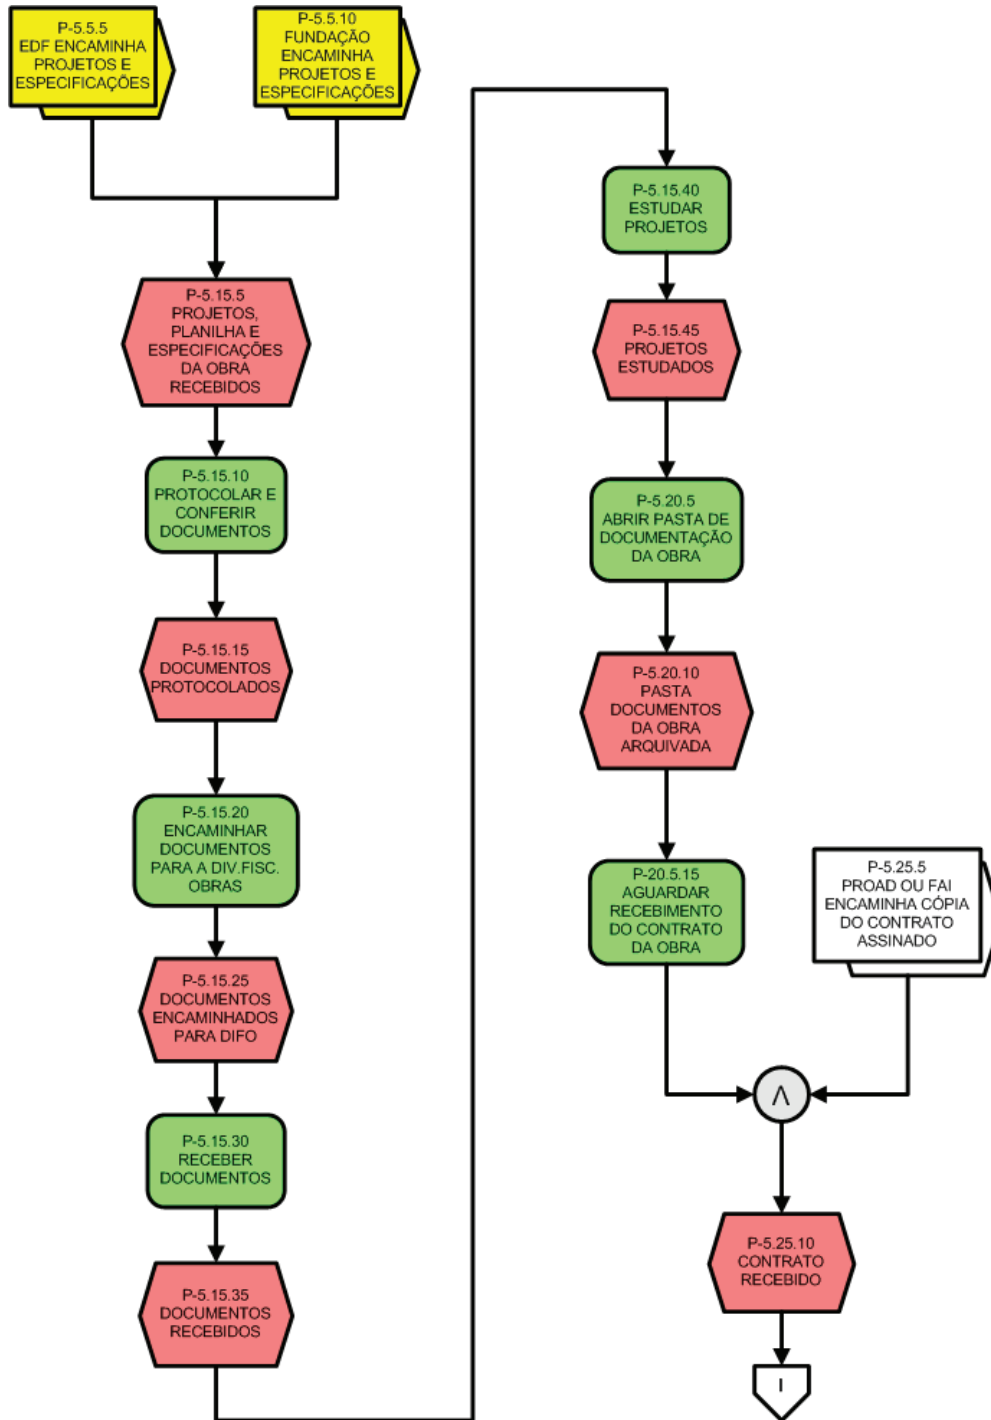 P-5.5.5
EDF ENCAMINHA
PROJETOS E
ESPECIFICAÇÕES
P-5.5.10
FUNDAÇÃO
ENCAMINHA
PROJETOS E
ESPECIFICAÇÕES
P-5.15.5
PROJETOS,
PLANILHA E
ESPECIFICAÇÕES
DA OBRA
RECEBIDOS
P-5.15.10
PROTOCOLAR E
CONFERIR
DOCUMENTOS
P-5.15.15
DOCUMENTOS
PROTOCOLADOS
P-5.15.20
ENCAMINHAR
DOCUMENTOS
PARA A DIV.FISC.
OBRAS
P-5.15.25
DOCUMENTOS
ENCAMINHADOS
PARA DIFO
P-5.15.30
RECEBER
DOCUMENTOS
P-5.15.35
DOCUMENTOS
RECEBIDOS
P-5.15.40
ESTUDAR
PROJETOS
P-5.15.45
PROJETOS
ESTUDADOS
P-5.20.5
ABRIR PASTA DE
DOCUMENTAÇÃO
DA OBRA
P-5.20.10
PASTA
DOCUMENTOS
DA OBRA
ARQUIVADA
P-20.5.15
AGUARDAR
RECEBIMENTO
DO CONTRATO
DA OBRA
P-5.25.5
PROAD OU FAI
ENCAMINHA CÓPIA
DO CONTRATO
ASSINADO
Λ
P-5.25.10
CONTRATO
RECEBIDO
I